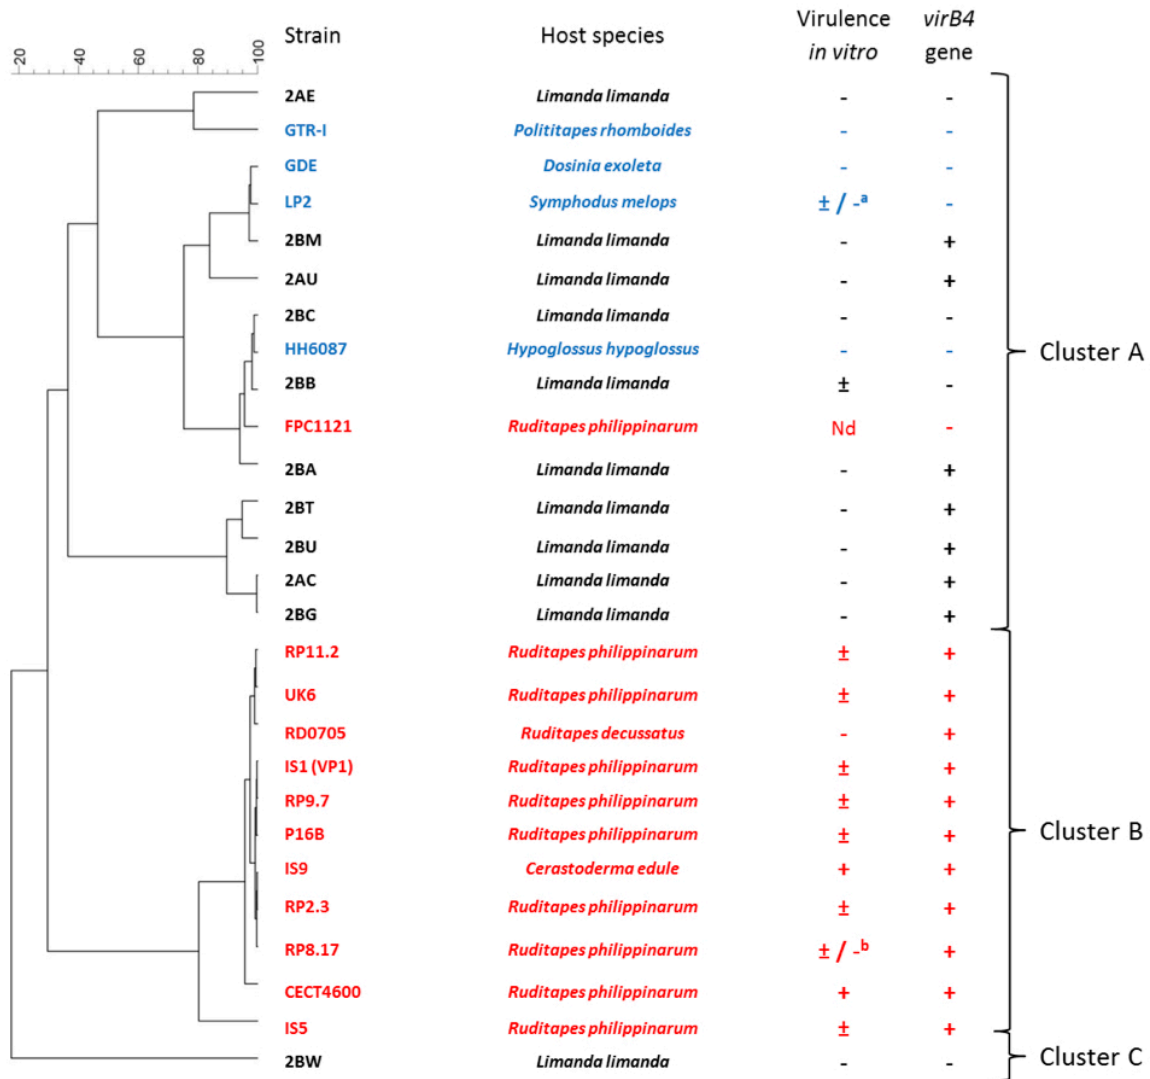 20 40 60 80 100
Strain Host species Virulence in vitro virB4 gene
2AE Limanda limanda - -
GTR-I Polititapes rhomboides - -
GDE Dosinia exoleta - -
LP2 Symphodus melops ± / -a -
2BM Limanda limanda - +
2AU Limanda limanda - +
2BC Limanda limanda - -
HH6087 Hypoglossus hypoglossus - -
Cluster A
2BB Limanda limanda ± -
FPC1121 Ruditapes philippinarum Nd -
2BA Limanda limanda - +
2BT Limanda limanda - +
2BU Limanda limanda - +
2AC Limanda limanda - +
2BG Limanda limanda - +
RP11.2 Ruditapes philippinarum ± +
UK6 Ruditapes philippinarum ± +
RD0705 Ruditapes decussatus - +
IS1 (VP1) Ruditapes philippinarum ± +
RP9.7 Ruditapes philippinarum ± +
P16B Ruditapes philippinarum ± +
Cluster B
IS9 Cerastoderma edule + +
RP2.3 Ruditapes philippinarum ± +
RP8.17 Ruditapes philippinarum ± / -b +
CECT4600 Ruditapes philippinarum + +
IS5 Ruditapes philippinarum ± +
2BW Limanda limanda - -
Cluster C